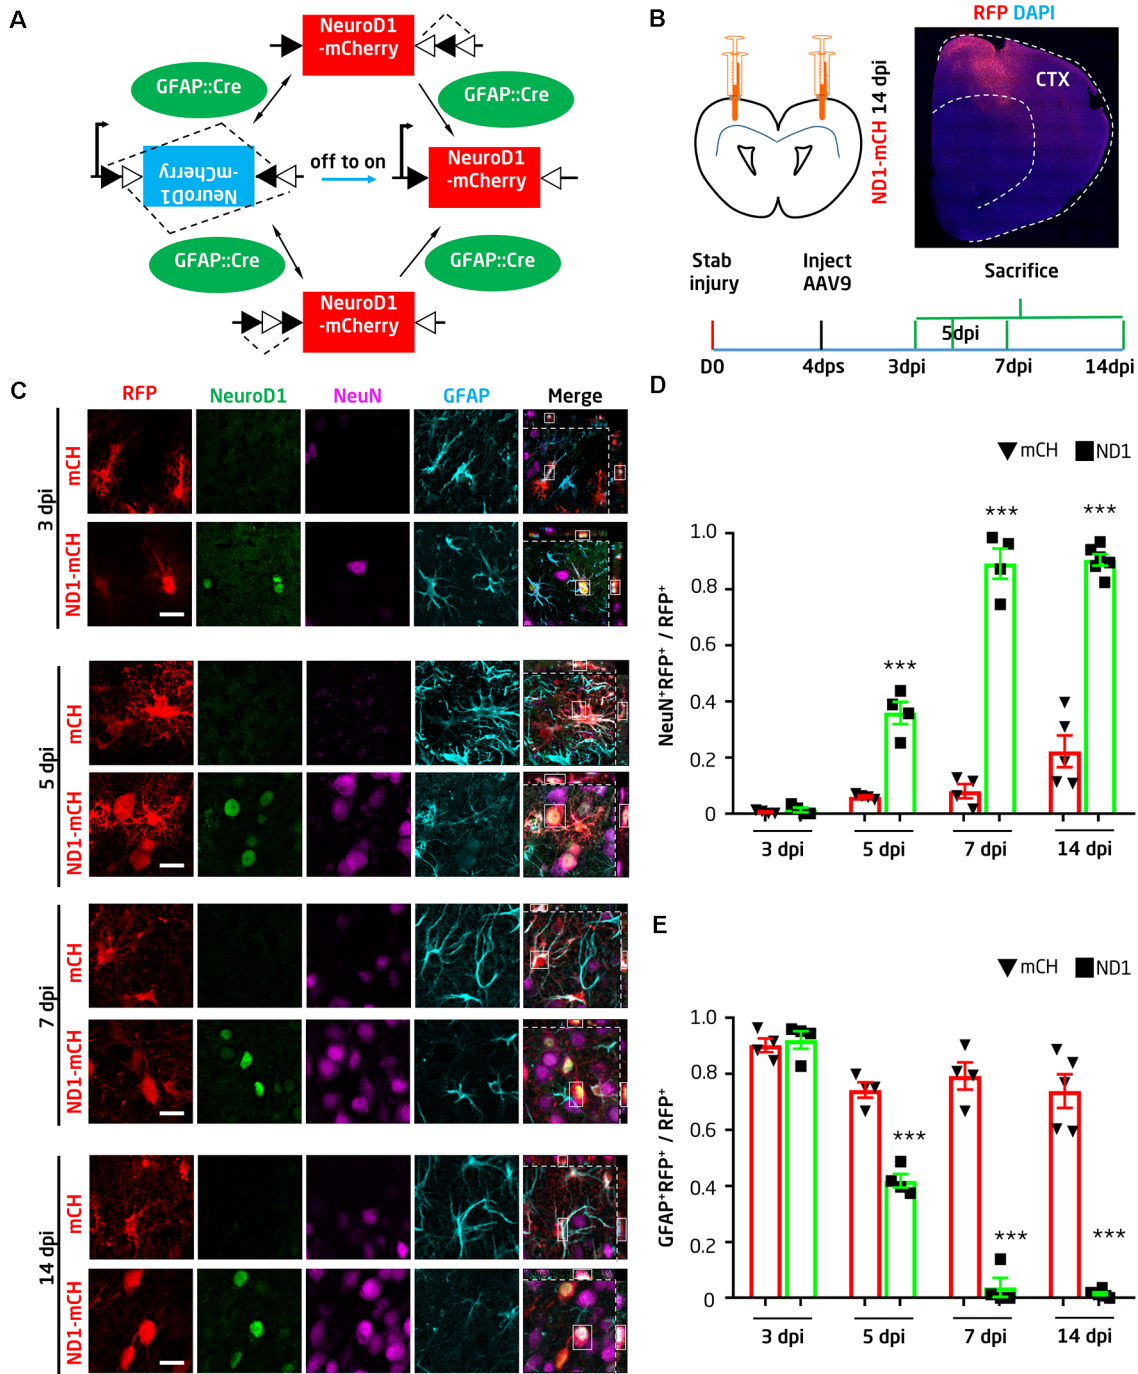 A
NeuroD1
-mCherry
GFAP::Cre
GFAP::Cre
NeuroD1
-mCherry
off to on
NeuroD1
-mCherry
GFAP::Cre
GFAP::Cre
NeuroD1
-mCherry
B
RFP DAPI
ND1-mCH 14 dpi
CTX
Stab
injury
Inject
AAV9
Sacrifice
5dpi
D0
4dps
3dpi
7dpi
14dpi
C
RFP
NeuroD1
NeuN
GFAP
Merge
3 dpi
mCH
ND1-mCH
5 dpi
mCH
ND1-mCH
7 dpi
mCH
ND1-mCH
14 dpi
mCH
ND1-mCH
D
mCH
ND1
NeuN⁺RFP⁺ / RFP⁺
1.0
0.8
0.6
0.4
0.2
0
***
***
***
3 dpi
5 dpi
7 dpi
14 dpi
E
mCH
ND1
GFAP⁺RFP⁺ / RFP⁺
1.0
0.8
0.6
0.4
0.2
0
***
***
***
3 dpi
5 dpi
7 dpi
14 dpi